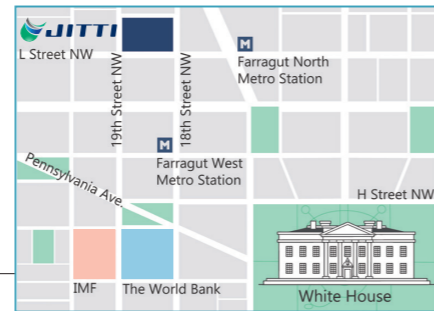 JITTI
L Street NW
19th Street NW
18th Street NW
M
Farragut North
Metro Station
M
Farragut West
Metro Station
Pennsylvania Ave.
H Street NW
IMF
The World Bank
White House